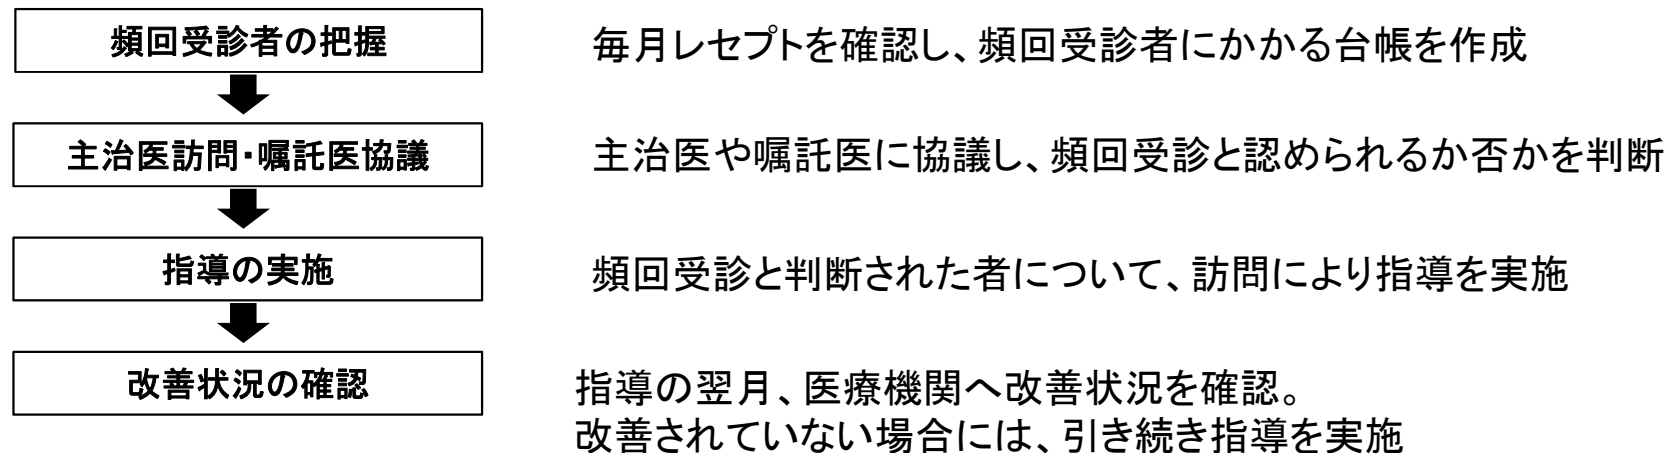 頻回受診者の把握
毎月レセプトを確認し、頻回受診者にかかる台帳を作成
主治医訪問・嘱託医協議
主治医や嘱託医に協議し、頻回受診と認められるか否かを判断
指導の実施
頻回受診と判断された者について、訪問により指導を実施
改善状況の確認
指導の翌月、医療機関へ改善状況を確認。
改善されていない場合には、引き続き指導を実施